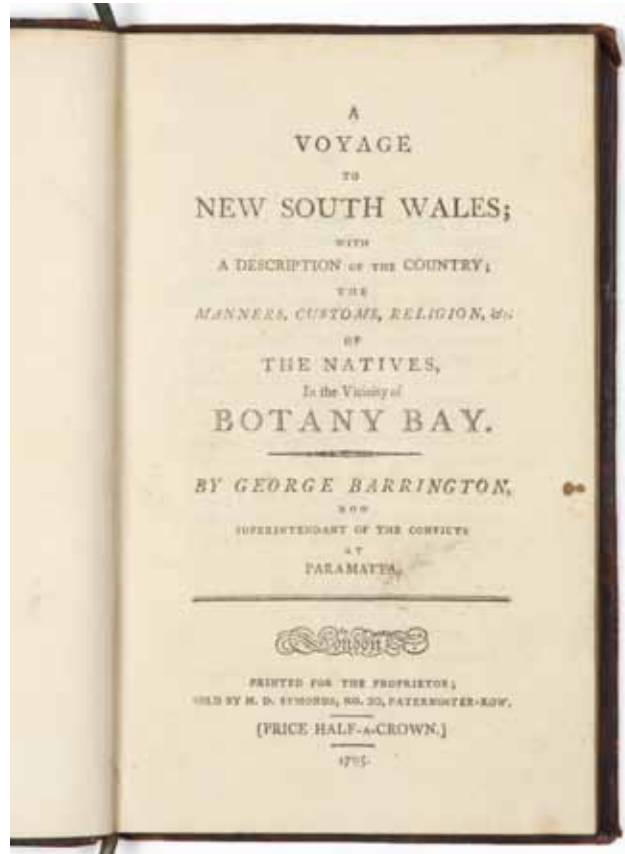 A
VOYAGE
TO
NEW SOUTH WALES;
WITH
A DESCRIPTION OF THE COUNTRY;
THE
MANNERS, CUSTOMS, RELIGION, &c.
OF
THE NATIVES,
In the Vicinity of
BOTANY BAY.
BY GEORGE BARRINGTON,
NOW
SUPERINTENDANT OF THE CONVICTS
AT
PARAMATTA.
London
PRINTED FOR THE PROPRIETOR;
SOLD BY H. D. SYMONDS, NO. 20, PATERNOSTER-ROW.
[PRICE HALF-A-CROWN.]
1795.